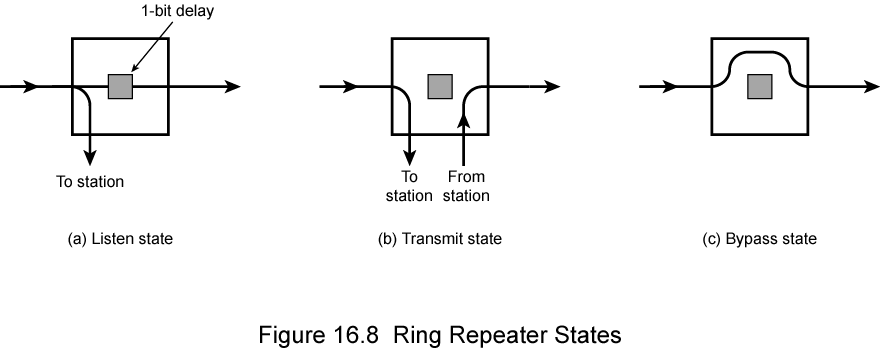 1-bit delay
To station
To
station
From
station
(a) Listen state
(b) Transmit state
(c) Bypass state
Figure 16.8 Ring Repeater States